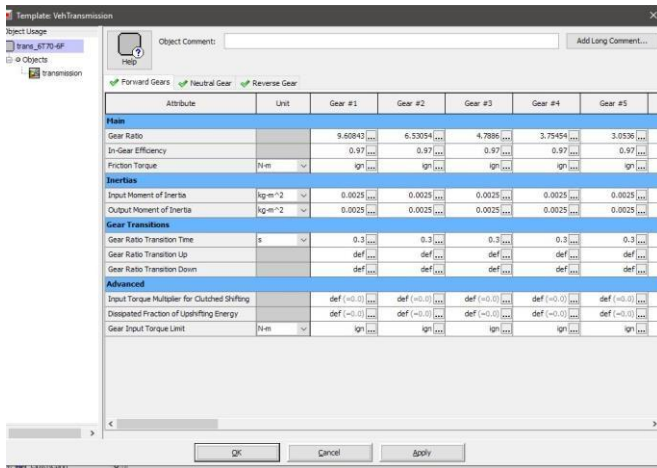 Template: VehTransmission
Object Usage
trans_6T70-6F
Objects
transmission
Help
Object Comment:
Add Long Comment...
Forward Gears Neutral Gear Reverse Gear
Attribute Unit Gear #1 Gear #2 Gear #3 Gear #4 Gear #5
Main
Gear Ratio 9.60843 ... 6.53054 ... 4.7886 ... 3.75454 ... 3.0536 ...
In-Gear Efficiency 0.97 ... 0.97 ... 0.97 ... 0.97 ... 0.97 ...
Friction Torque N-m ign ... ign ... ign ... ign ... ign ...
Inertias
Input Moment of Inertia kg-m^2 0.0025 ... 0.0025 ... 0.0025 ... 0.0025 ... 0.0025 ...
Output Moment of Inertia kg-m^2 0.0025 ... 0.0025 ... 0.0025 ... 0.0025 ... 0.0025 ...
Gear Transitions
Gear Ratio Transition Time s 0.3 ... 0.3 ... 0.3 ... 0.3 ... 0.3 ...
Gear Ratio Transition Up def ... def ... def ... def ... def ...
Gear Ratio Transition Down def ... def ... def ... def ... def ...
Advanced
Input Torque Multiplier for Clutched Shifting def (=0.0) ... def (=0.0) ... def (=0.0) ... def (=0.0) ... def (=0.0) ...
Dissipated Fraction of Upshifting Energy def (=0.0) ... def (=0.0) ... def (=0.0) ... def (=0.0) ... def (=0.0) ...
Gear Input Torque Limit N-m ign ... ign ... ign ... ign ... ign ...
OK Cancel Apply